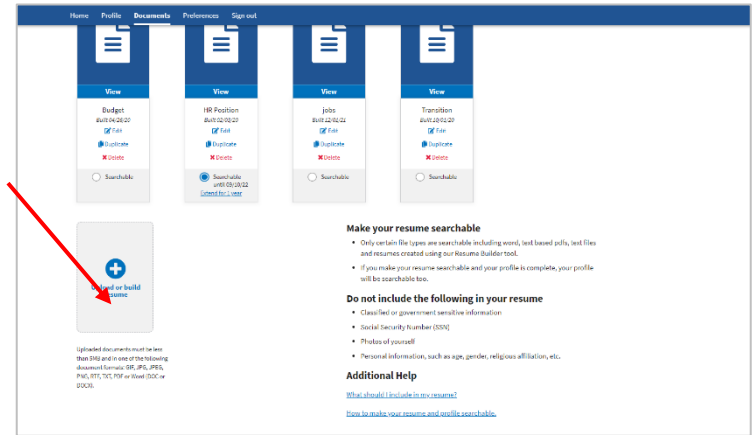 Home Profile Documents Preferences Sign out
View View View View
Budget HR Position jobs Transition
Built 04/28/20 Built 02/03/20 Built 12/01/21 Built 10/01/20
Edit Edit Edit Edit
Duplicate Duplicate Duplicate Duplicate
Delete Delete Delete Delete
Searchable Searchable Searchable Searchable
until 09/10/22
Extend for 1 year
Upload or build
resume
Uploaded documents must be less
than 5MB and in one of the following
document formats: GIF, JPG, JPEG,
PNG, RTF, TXT, PDF or Word (DOC or
DOCX).
Make your resume searchable
• Only certain file types are searchable including word, text based pdfs, text files
and resumes created using our Resume Builder tool.
• If you make your resume searchable and your profile is complete, your profile
will be searchable too.
Do not include the following in your resume
• Classified or government sensitive information
• Social Security Number (SSN)
• Photos of yourself
• Personal information, such as age, gender, religious affiliation, etc.
Additional Help
What should I include in my resume?
How to make your resume and profile searchable.